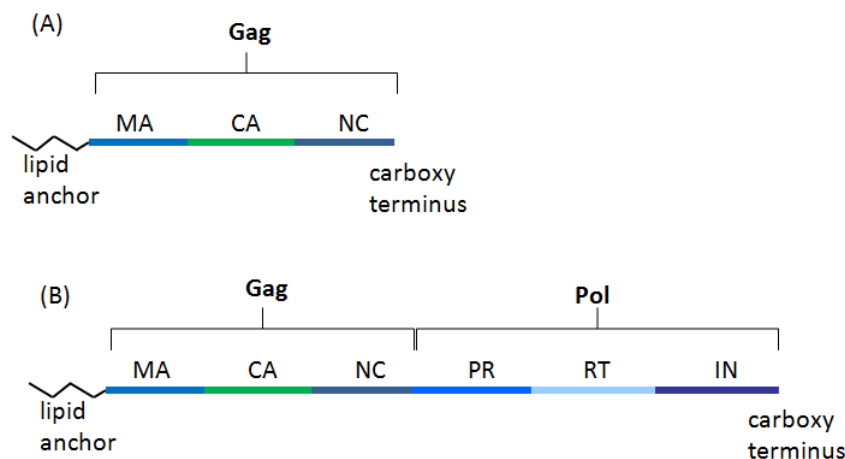 (A)
Gag
MA CA NC
lipid
anchor
carboxy
terminus
(B)
Gag Pol
MA CA NC PR RT IN
lipid
anchor
carboxy
terminus